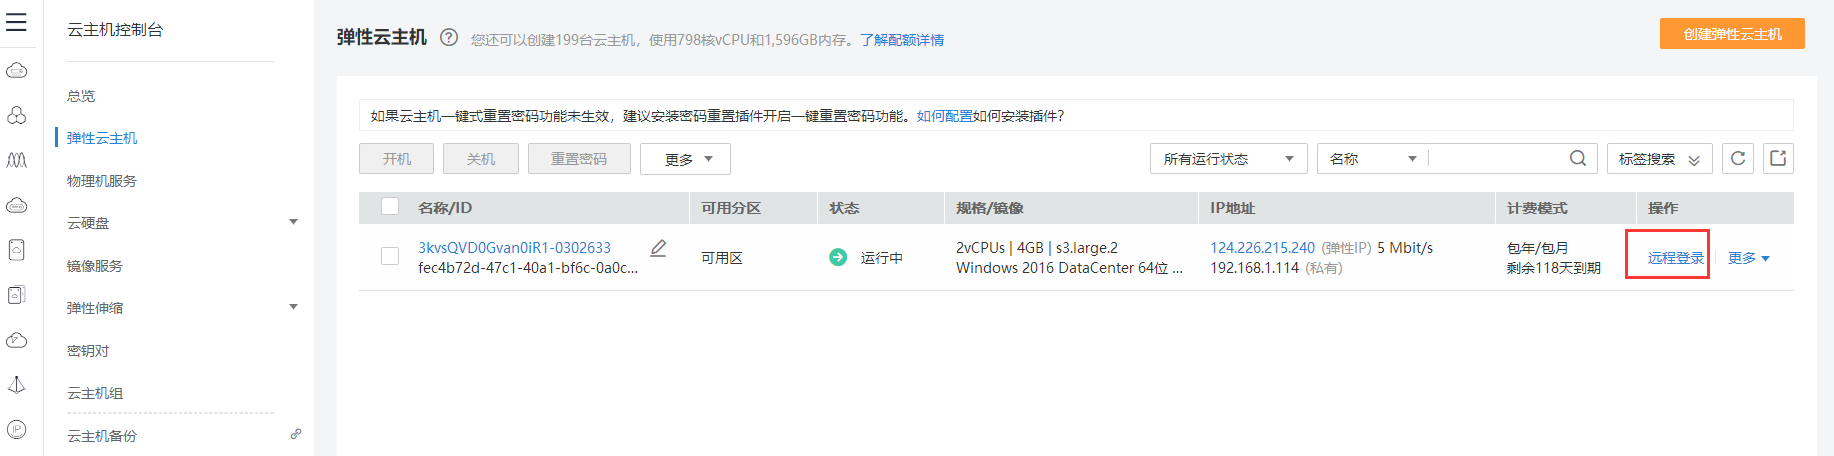 云主机控制台
总览
弹性云主机
物理机服务
云硬盘
镜像服务
弹性伸缩
密钥对
云主机组
云主机备份
弹性云主机 ? 您还可以创建199台云主机，使用798核vCPU和1,596GB内存。了解配额详情
创建弹性云主机
如果云主机一键式重置密码功能未生效，建议安装密码重置插件开启一键重置密码功能。如何配置如何安装插件?
开机 关机 重置密码 更多
所有运行状态 名称 标签搜索
名称/ID 可用分区 状态 规格/镜像 IP地址 计费模式 操作
3kvsQVD0Gvan0iR1-0302633
fec4b72d-47c1-40a1-bf6c-0a0c...
可用区
运行中
2vCPUs | 4GB | s3.large.2
Windows 2016 DataCenter 64位 ...
124.226.215.240 (弹性IP) 5 Mbit/s
192.168.1.114 (私有)
包年/包月
剩余118天到期
远程登录 更多
IP